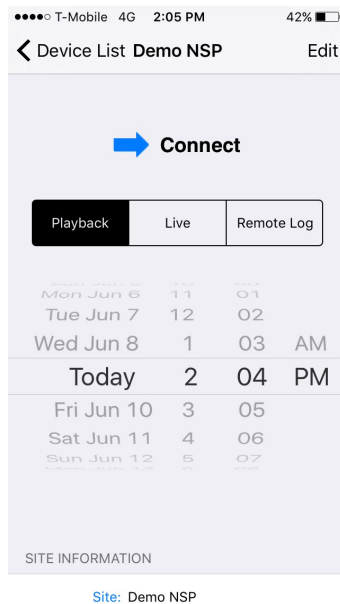 T-Mobile 4G 2:05 PM 42%
Device List Demo NSP Edit
Connect
Playback Live Remote Log
Mon Jun 6 11 01
Tue Jun 7 12 02
Wed Jun 8 1 03 AM
Today 2 04 PM
Fri Jun 10 3 05
Sat Jun 11 4 06
Sun Jun 12 5 07
SITE INFORMATION
Site: Demo NSP